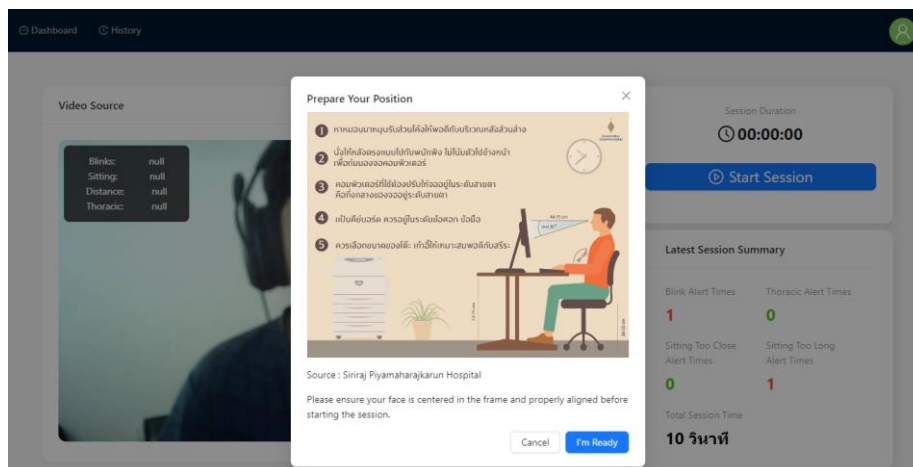 Dashboard
History
Video Source
Blinks: null
Sitting: null
Distance: null
Thoracic: null
Prepare Your Position
1 หาหมอนมาหนุนรับส่วนโค้งให้พอดีกับบริเวณหลังส่วนล่าง
2 นั่งให้หลังตรงแนบไปกับพนักพิง ไม่โน้มตัวไปข้างหน้า
เพื่อก้มมองจอคอมพิวเตอร์
3 คอมพิวเตอร์ที่ใช้ต้องปรับให้จออยู่ในระดับสายตา
คือกึ่งกลางของจออยู่ระดับสายตา
4 แป้นคีย์บอร์ด ควรอยู่ในระดับข้อศอก ข้อมือ
5 ควรเลือกขนาดของโต๊ะ เก้าอี้ให้เหมาะสมพอดีกับสรีระ
Source : Siriraj Piyamaharajkarun Hospital
Please ensure your face is centered in the frame and properly aligned before
starting the session.
Cancel
I'm Ready
Session Duration
00:00:00
Start Session
Latest Session Summary
Blink Alert Times
1
Thoracic Alert Times
0
Sitting Too Close
Alert Times
0
Sitting Too Long
Alert Times
1
Total Session Time
10 วินาที